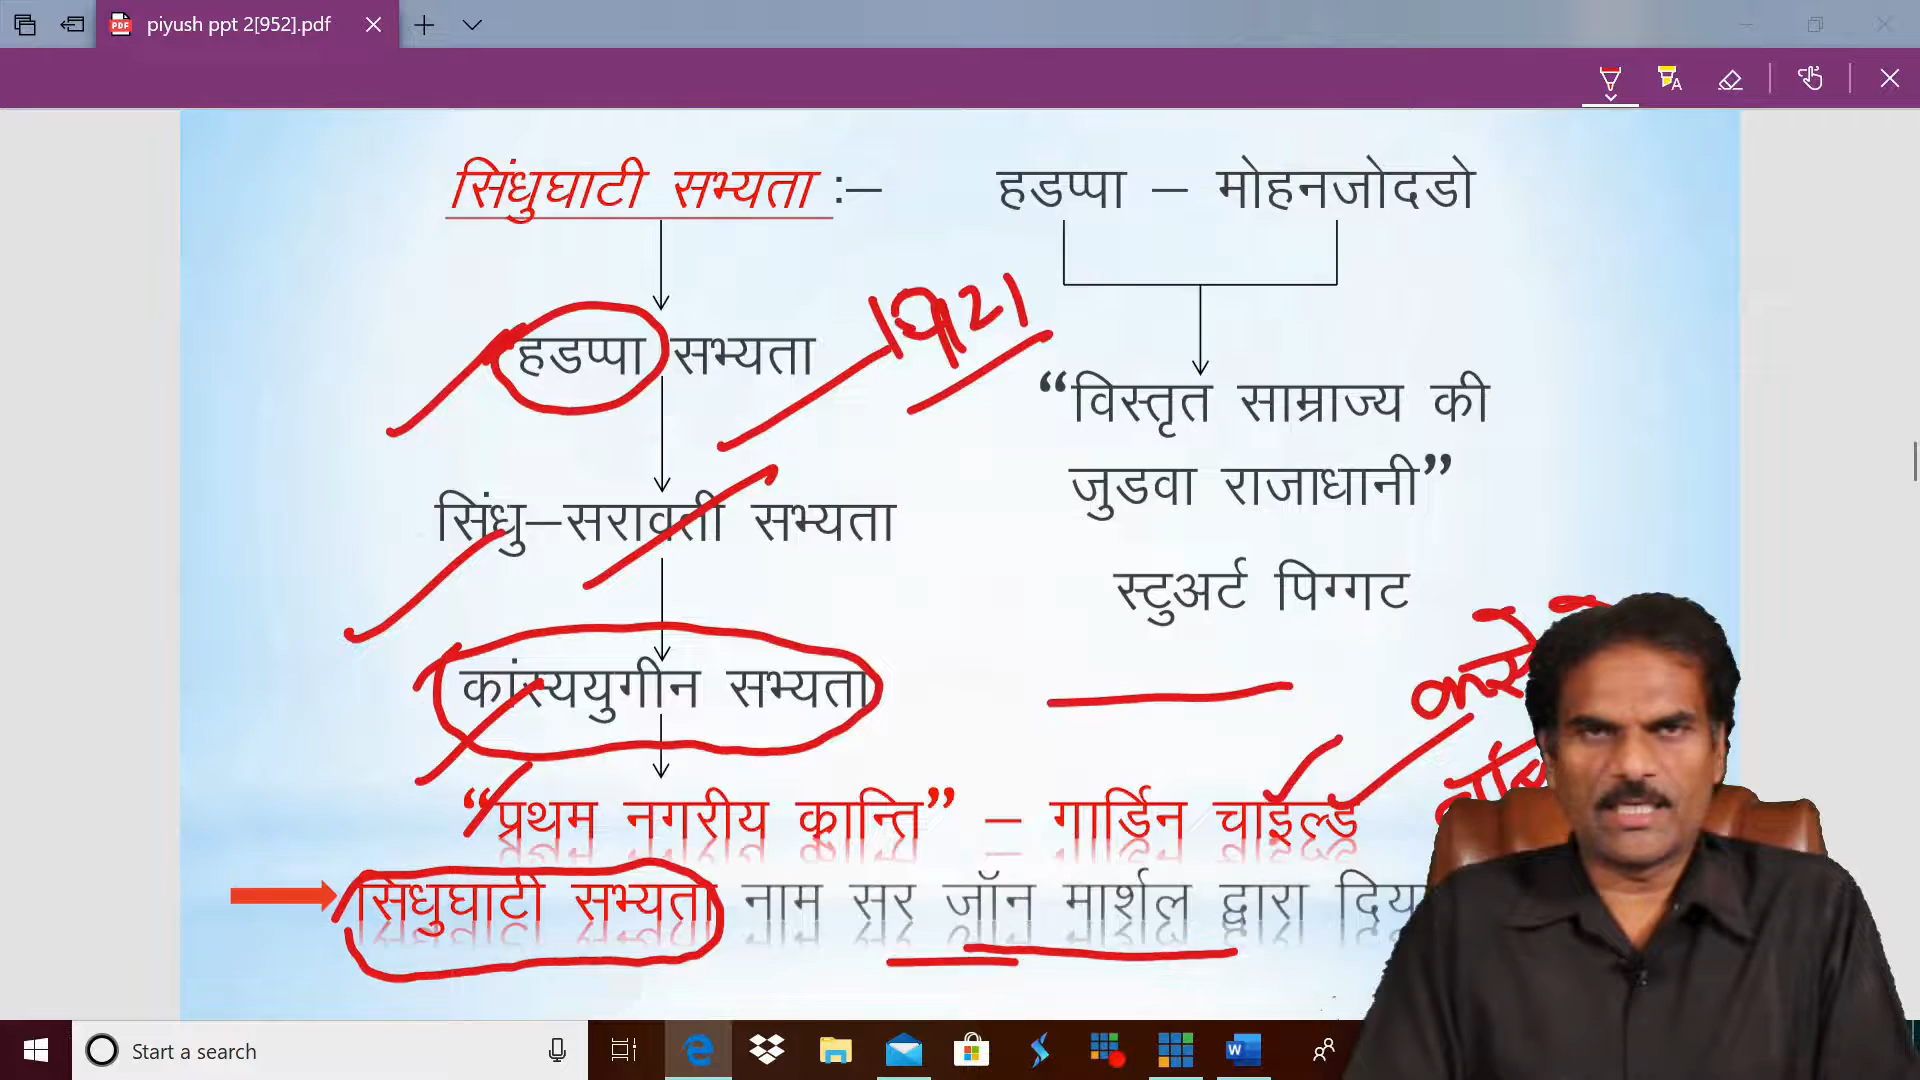 piyush ppt 2[952].pdf
सिंधुघाटी सभ्यता :–
हडप्पा – मोहनजोदडो
1921
हडप्पा सभ्यता
“विस्तृत साम्राज्य की
जुडवा राजाधानी”
सिंधु–सरावती सभ्यता
स्टुअर्ट पिग्गट
कांस्ययुगीन सभ्यता
“प्रथम नगरीय क्रान्ति” – गार्डिन चाइल्ड
सिंधुघाटी सभ्यता नाम सर जॉन मार्शल द्वारा
Start a search